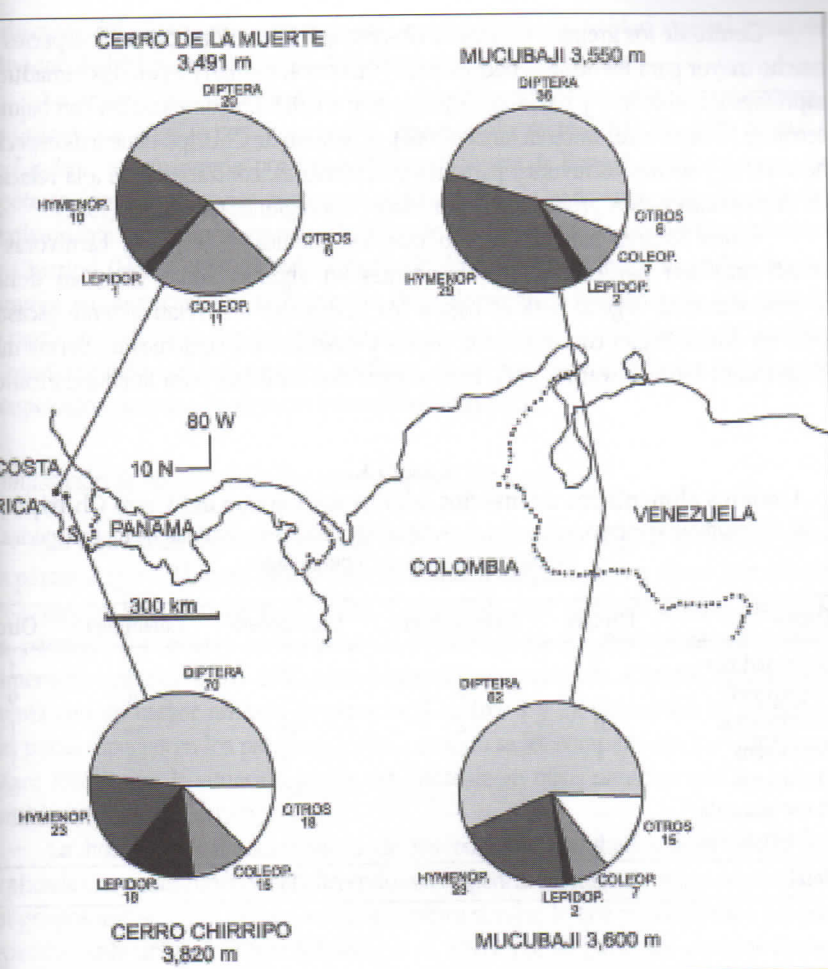 CERRO DE LA MUERTE
3,491 m
DIPTERA
20
HYMENOP.
10
LEPIDOP.
1
COLEOP.
11
OTROS
6
MUCUBAJI 3,550 m
DIPTERA
36
HYMENOP.
29
LEPIDOP.
2
COLEOP.
7
OTROS
6
80 W
10 N
COSTA
RICA
PANAMA
300 km
COLOMBIA
VENEZUELA
DIPTERA
70
HYMENOP.
23
LEPIDOP.
18
COLEOP.
15
OTROS
18
CERRO CHIRRIPO
3,820 m
DIPTERA
62
HYMENOP.
LEPIDOP.
2
COLEOP.
7
OTROS
15
MUCUBAJI 3,600 m